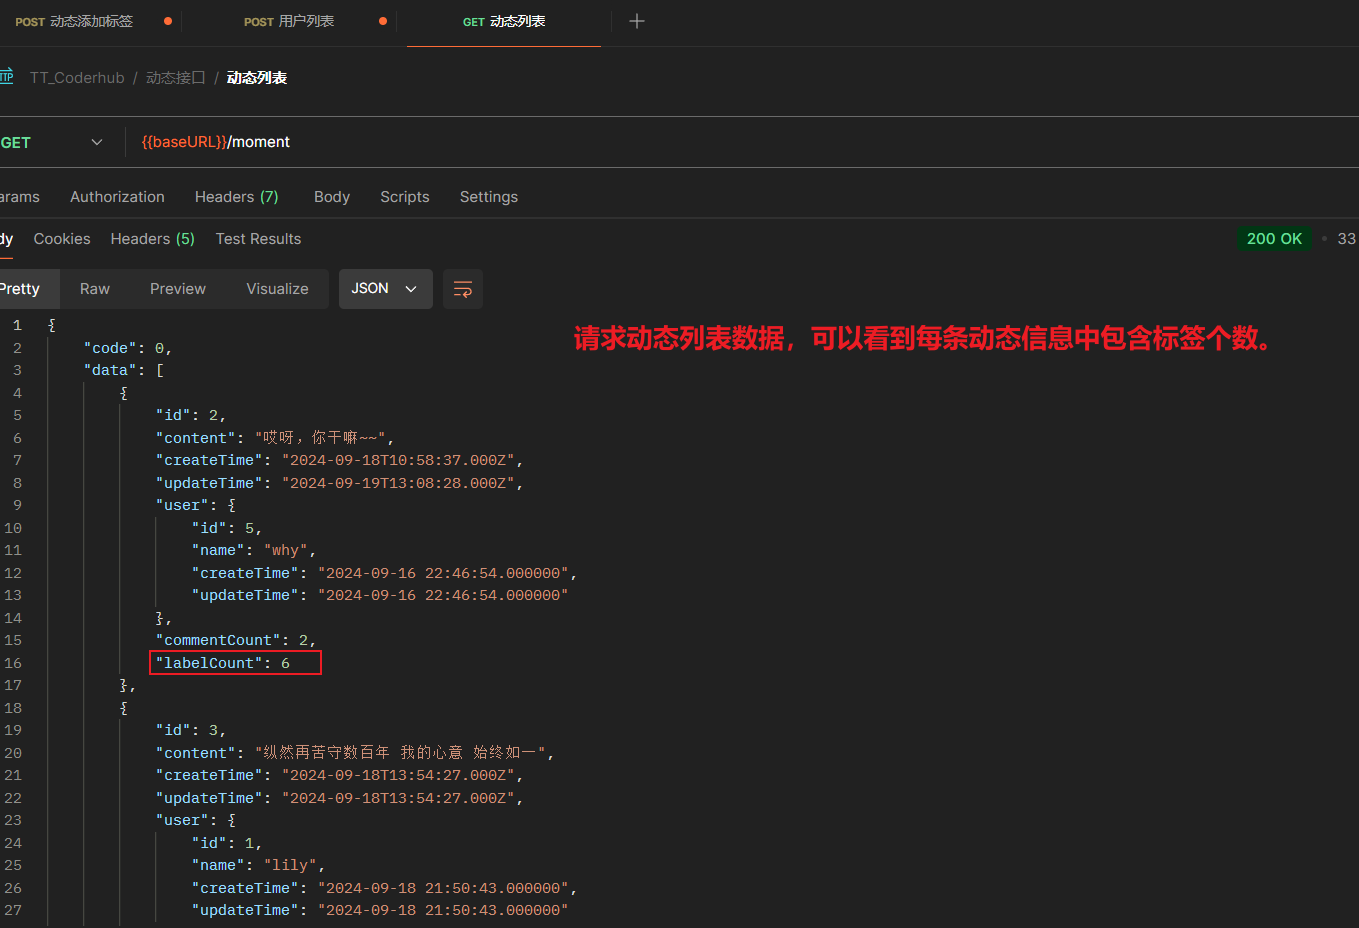 POST 动态添加标签 POST 用户列表 GET 动态列表
TT_Coderhub / 动态接口 / 动态列表
GET {{baseURL}}/moment
arams Authorization Headers (7) Body Scripts Settings
dy Cookies Headers (5) Test Results 200 OK 33
Pretty Raw Preview Visualize JSON
请求动态列表数据，可以看到每条动态信息中包含标签个数。
1 {
2 "code": 0,
3 "data": [
4 {
5 "id": 2,
6 "content": "哎呀，你干嘛~~",
7 "createTime": "2024-09-18T10:58:37.000Z",
8 "updateTime": "2024-09-19T13:08:28.000Z",
9 "user": {
10 "id": 5,
11 "name": "why",
12 "createTime": "2024-09-16 22:46:54.000000",
13 "updateTime": "2024-09-16 22:46:54.000000"
14 },
15 "commentCount": 2,
16 "labelCount": 6
17 },
18 {
19 "id": 3,
20 "content": "纵然再苦守数百年 我的心意 始终如一",
21 "createTime": "2024-09-18T13:54:27.000Z",
22 "updateTime": "2024-09-18T13:54:27.000Z",
23 "user": {
24 "id": 1,
25 "name": "lily",
26 "createTime": "2024-09-18 21:50:43.000000",
27 "updateTime": "2024-09-18 21:50:43.000000"